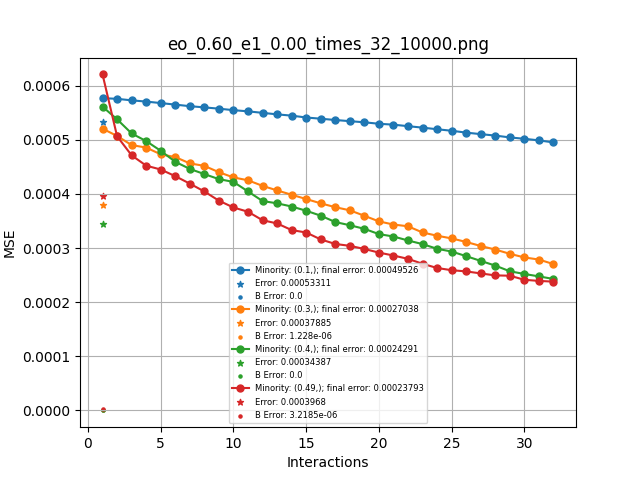 eo_0.60_e1_0.00_times_32_10000.png
0.0006
0.0005
0.0004
0.0003
0.0002
0.0001
0.0000
MSE
Minority: (0.1,); final error: 0.00049526
Error: 0.00053311
B Error: 0.0
Minority: (0.3,); final error: 0.00027038
Error: 0.00037885
B Error: 1.228e-06
Minority: (0.4,); final error: 0.00024291
Error: 0.00034387
B Error: 0.0
Minority: (0.49,); final error: 0.00023793
Error: 0.0003968
B Error: 3.2185e-06
0 5 10 15 20 25 30
Interactions